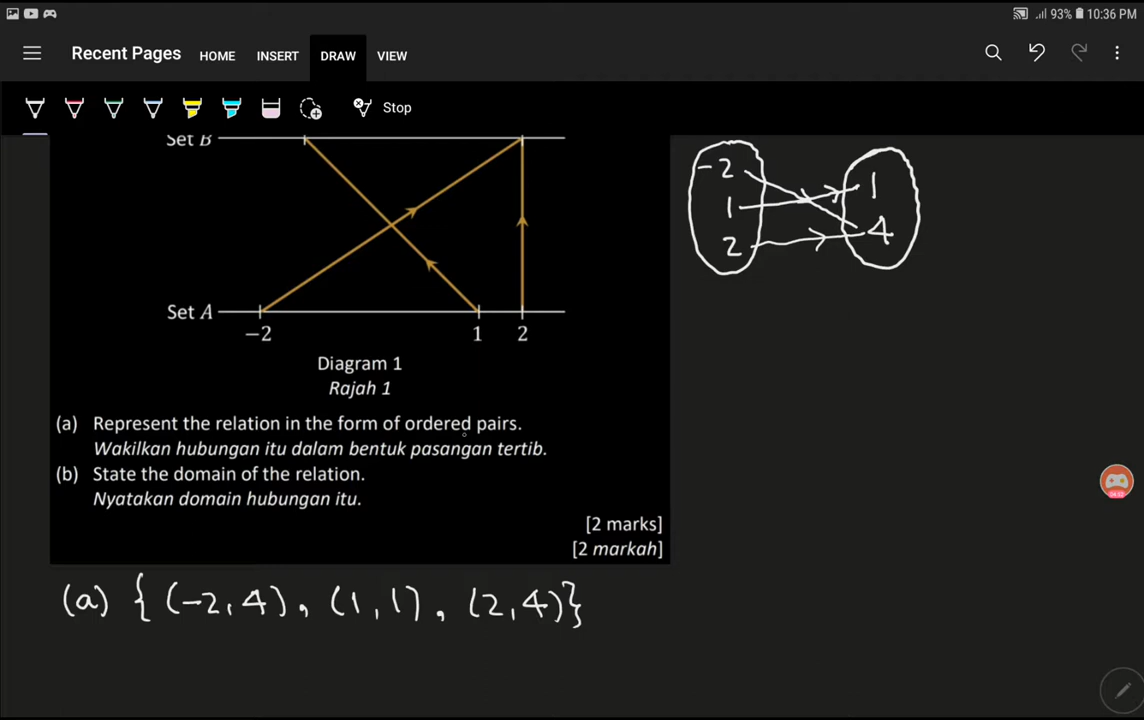 93% 10:36 PM
Recent Pages HOME INSERT DRAW VIEW
Stop
Set B
-2 1
1 4
2
Set A
−2 1 2
Diagram 1
Rajah 1
(a) Represent the relation in the form of ordered pairs.
Wakilkan hubungan itu dalam bentuk pasangan tertib.
(b) State the domain of the relation.
Nyatakan domain hubungan itu.
[2 marks]
[2 markah]
(a) {(-2,4), (1,1), (2,4)}